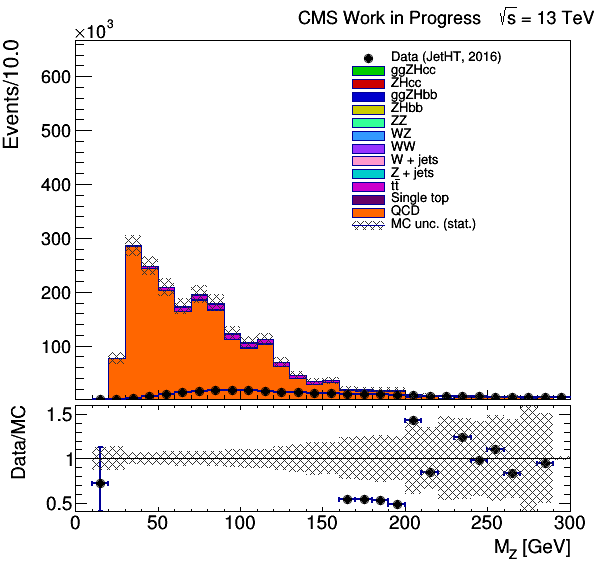 CMS Work in Progress √s = 13 TeV
×10³
Events/10.0
600
500
400
300
200
100
Data (JetHT, 2016)
ggZHcc
ZHcc
ggZHbb
ZHbb
ZZ
WZ
WW
W + jets
Z + jets
tt̄
Single top
QCD
MC unc. (stat.)
Data/MC
1.5
1
0.5
0 50 100 150 200 250 300
M_Z [GeV]